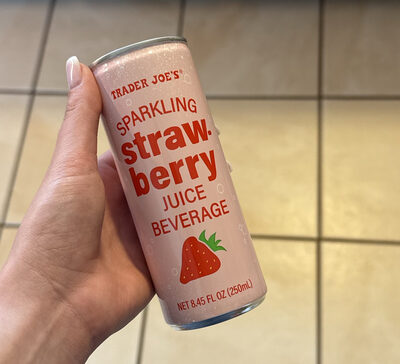 TRADER JOE'S®
SPARKLING
straw-
berry
JUICE
BEVERAGE
NET 8.45 FL OZ (250mL)